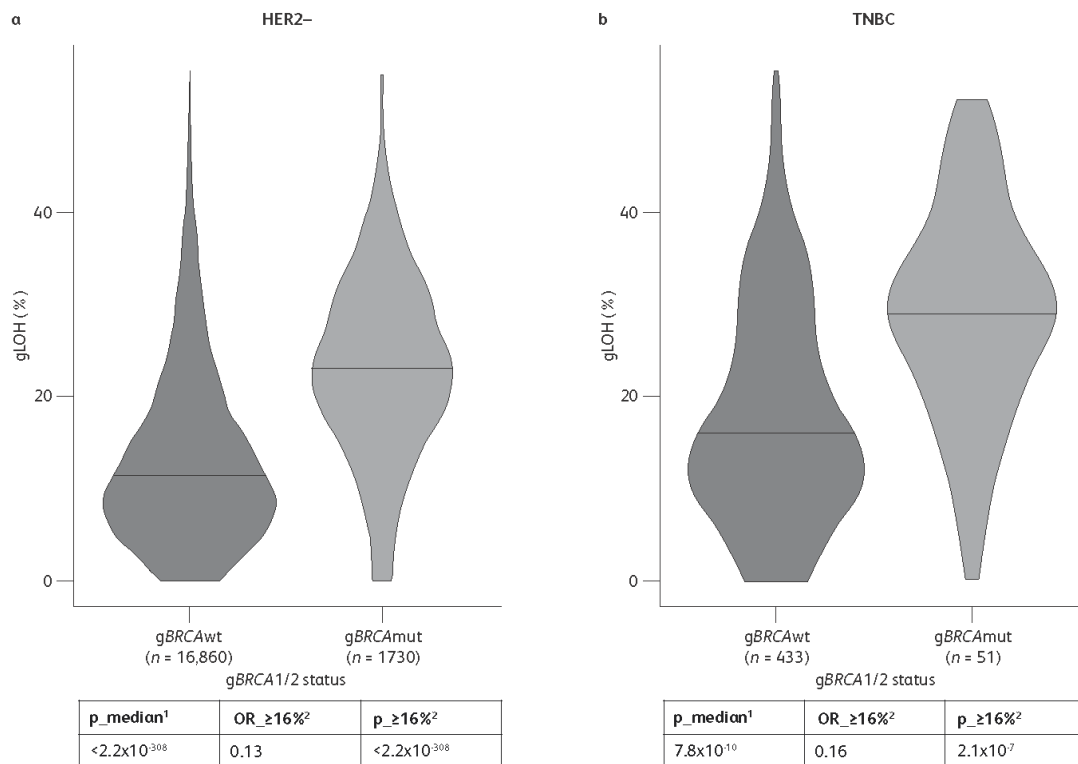 a
HER2–
40
20
0
gLOH (%)
gBRCAwt
(n = 16,860)
gBRCAmut
(n = 1730)
gBRCA1/2 status
p_median¹ OR_≥16%² p_≥16%²
<2.2x10⁻³⁰⁸ 0.13 <2.2x10⁻³⁰⁸
b
TNBC
40
20
0
gLOH (%)
gBRCAwt
(n = 433)
gBRCAmut
(n = 51)
gBRCA1/2 status
p_median¹ OR_≥16%² p_≥16%²
7.8x10⁻¹⁰ 0.16 2.1x10⁻⁷